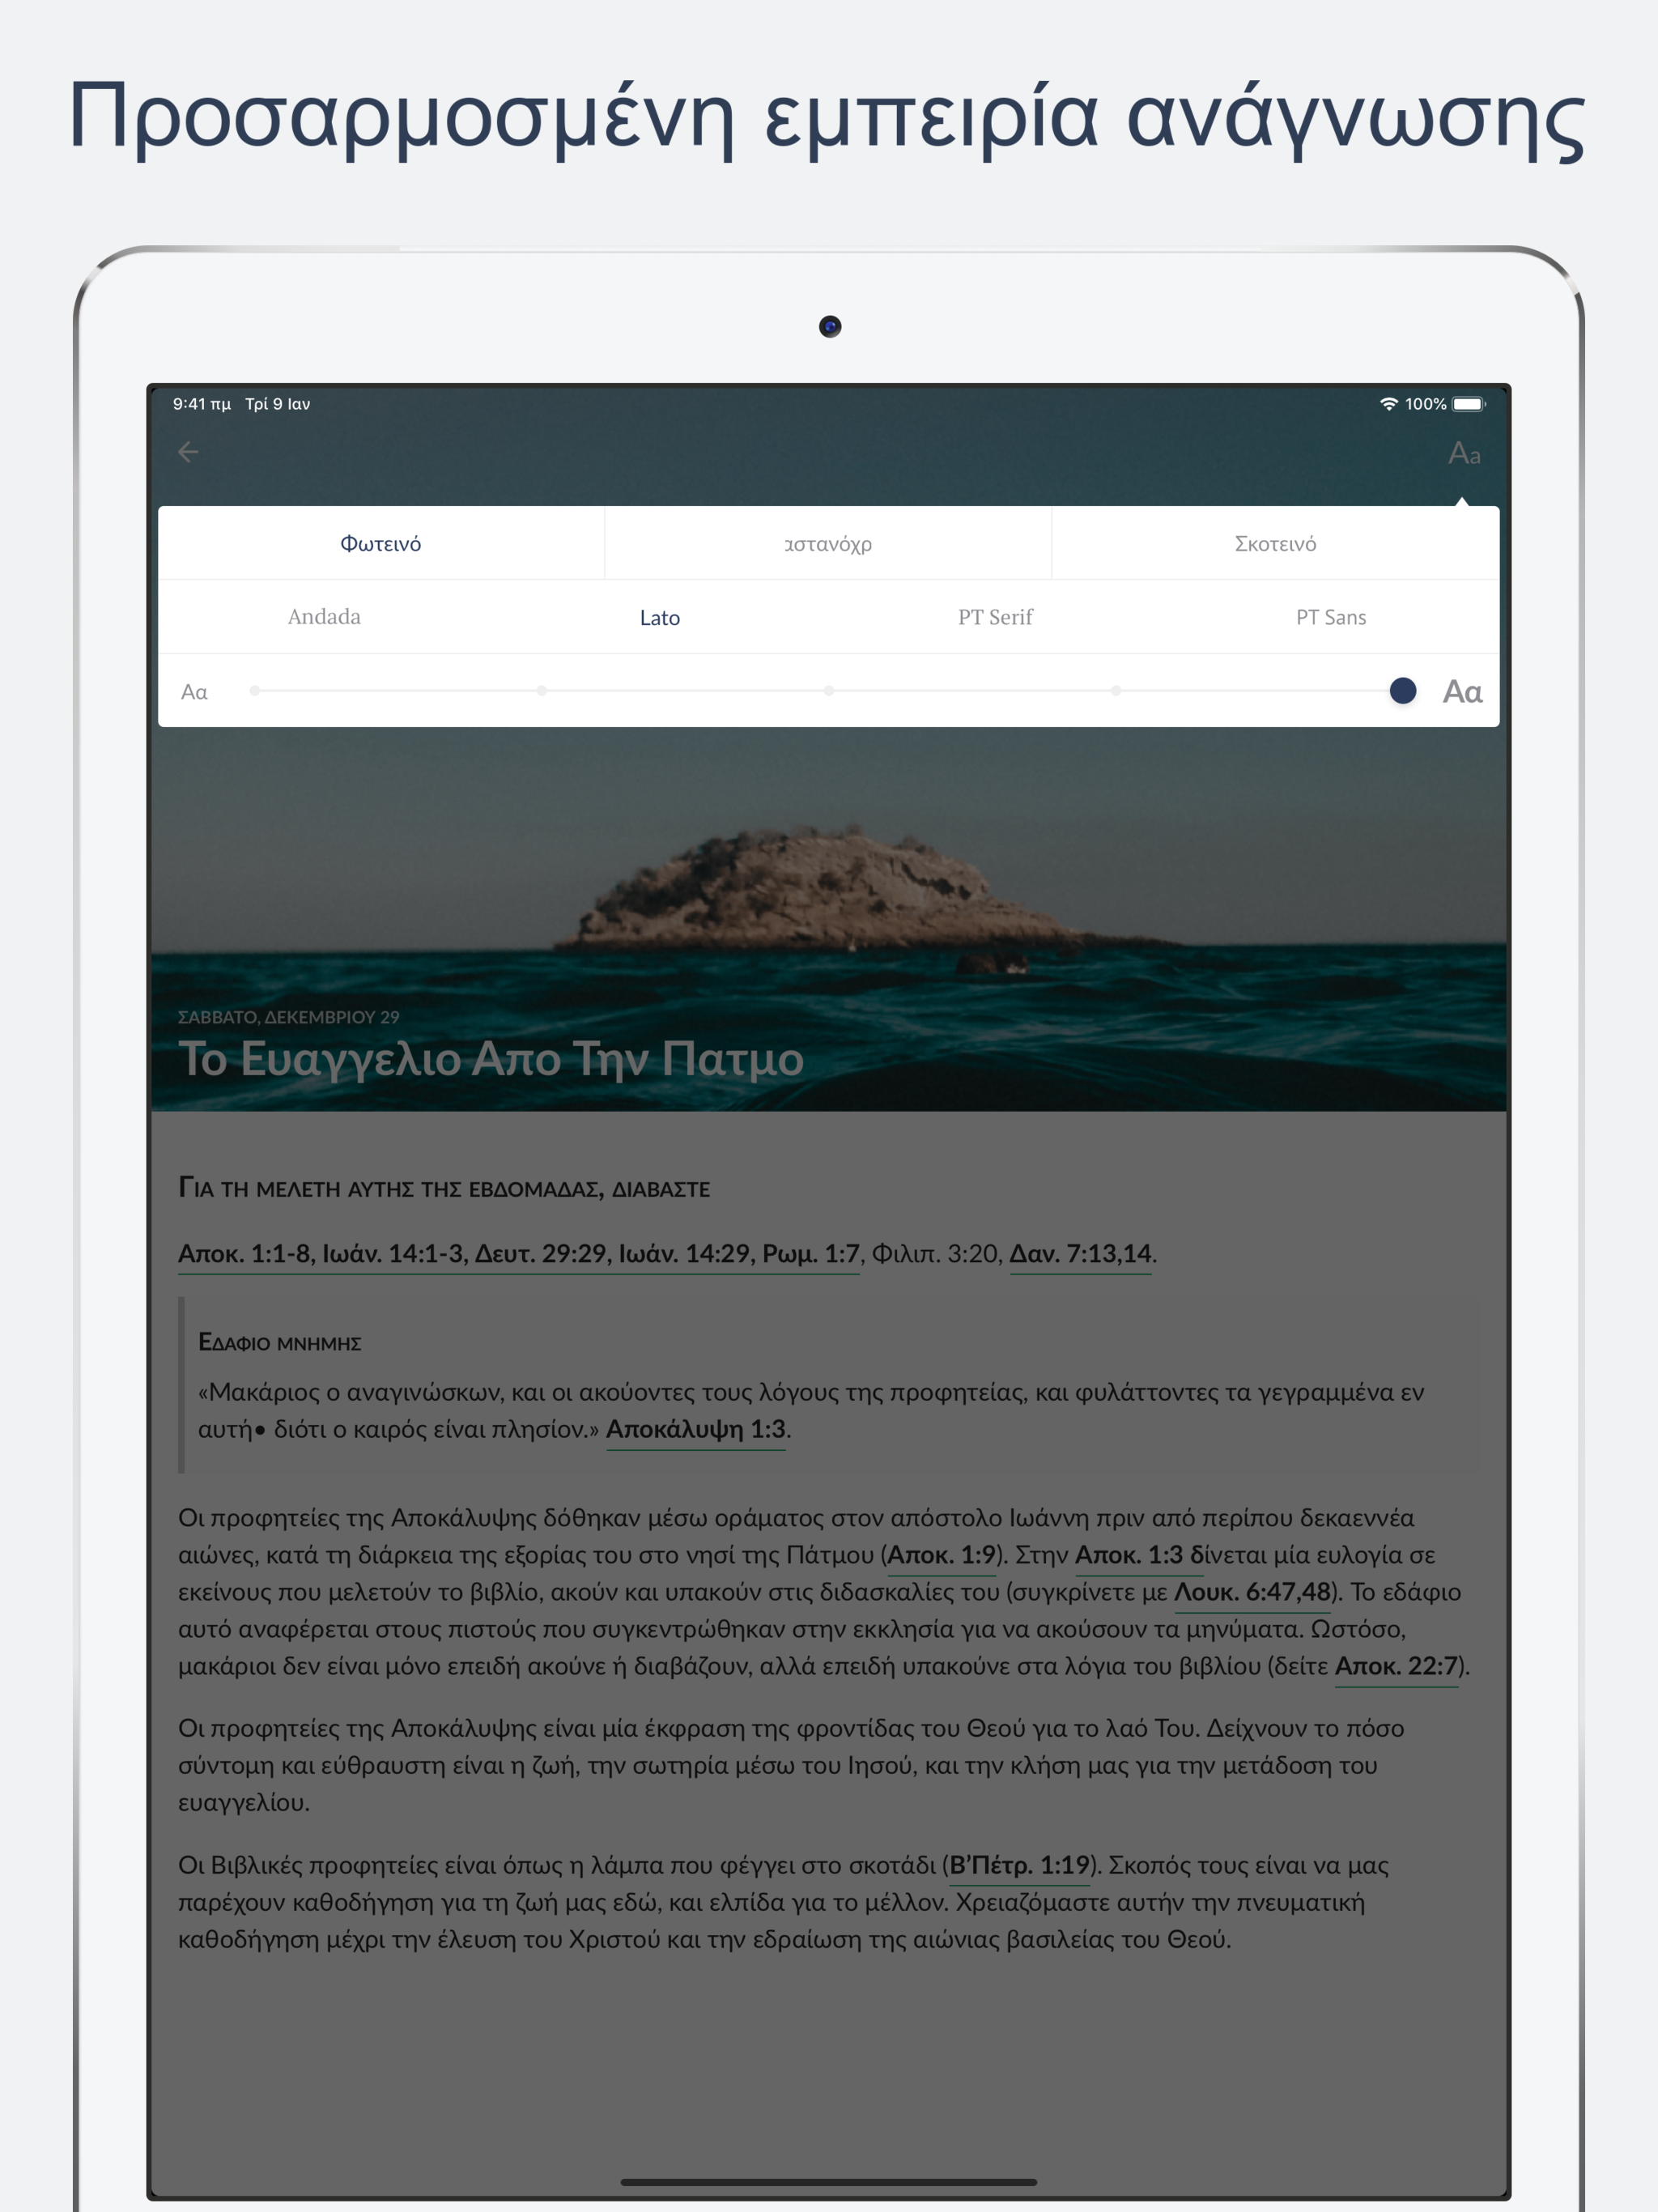 Προσαρμοσμένη εμπειρία ανάγνωσης
9:41 πμ Τρί 9 Ιαν
100%
Aa
Φωτεινό
αστανόχρ
Σκοτεινό
Andada
Lato
PT Serif
PT Sans
Αα
Αα
ΣΑΒΒΑΤΟ, ΔΕΚΕΜΒΡΙΟΥ 29
Το Ευαγγελιο Απο Την Πατμο
ΓΙΑ ΤΗ ΜΕΛΕΤΗ ΑΥΤΗΣ ΤΗΣ ΕΒΔΟΜΑΔΑΣ, ΔΙΑΒΑΣΤΕ
Αποκ. 1:1-8, Ιωάν. 14:1-3, Δευτ. 29:29, Ιωάν. 14:29, Ρωμ. 1:7, Φιλιπ. 3:20, Δαν. 7:13,14.
ΕΔΑΦΙΟ ΜΝΗΜΗΣ
«Μακάριος ο αναγινώσκων, και οι ακούοντες τους λόγους της προφητείας, και φυλάττοντες τα γεγραμμένα εν
αυτή• διότι ο καιρός είναι πλησίον.» Αποκάλυψη 1:3.
Οι προφητείες της Αποκάλυψης δόθηκαν μέσω οράματος στον απόστολο Ιωάννη πριν από περίπου δεκαεννέα
αιώνες, κατά τη διάρκεια της εξορίας του στο νησί της Πάτμου (Αποκ. 1:9). Στην Αποκ. 1:3 δίνεται μία ευλογία σε
εκείνους που μελετούν το βιβλίο, ακούν και υπακούν στις διδασκαλίες του (συγκρίνετε με Λουκ. 6:47,48). Το εδάφιο
αυτό αναφέρεται στους πιστούς που συγκεντρώθηκαν στην εκκλησία για να ακούσουν τα μηνύματα. Ωστόσο,
μακάριοι δεν είναι μόνο επειδή ακούνε ή διαβάζουν, αλλά επειδή υπακούνε στα λόγια του βιβλίου (δείτε Αποκ. 22:7).
Οι προφητείες της Αποκάλυψης είναι μία έκφραση της φροντίδας του Θεού για το λαό Του. Δείχνουν το πόσο
σύντομη και εύθραυστη είναι η ζωή, την σωτηρία μέσω του Ιησού, και την κλήση μας για την μετάδοση του
ευαγγελίου.
Οι Βιβλικές προφητείες είναι όπως η λάμπα που φέγγει στο σκοτάδι (Β’Πέτρ. 1:19). Σκοπός τους είναι να μας
παρέχουν καθοδήγηση για τη ζωή μας εδώ, και ελπίδα για το μέλλον. Χρειαζόμαστε αυτήν την πνευματική
καθοδήγηση μέχρι την έλευση του Χριστού και την εδραίωση της αιώνιας βασιλείας του Θεού.